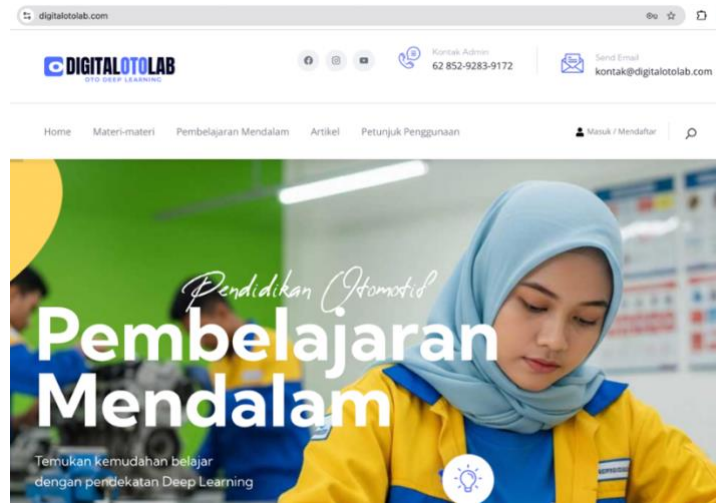 digitalotolab.com
DIGITALOTOLAB
OTO DEEP LEARNING
Kontak Admin
62 852-9283-9172
Send Email
kontak@digitalotolab.com
Home Materi-materi Pembelajaran Mendalam Artikel Petunjuk Penggunaan Masuk / Mendaftar
Pendidikan Otomotif
Pembelajaran
Mendalam
Temukan kemudahan belajar
dengan pendekatan Deep Learning